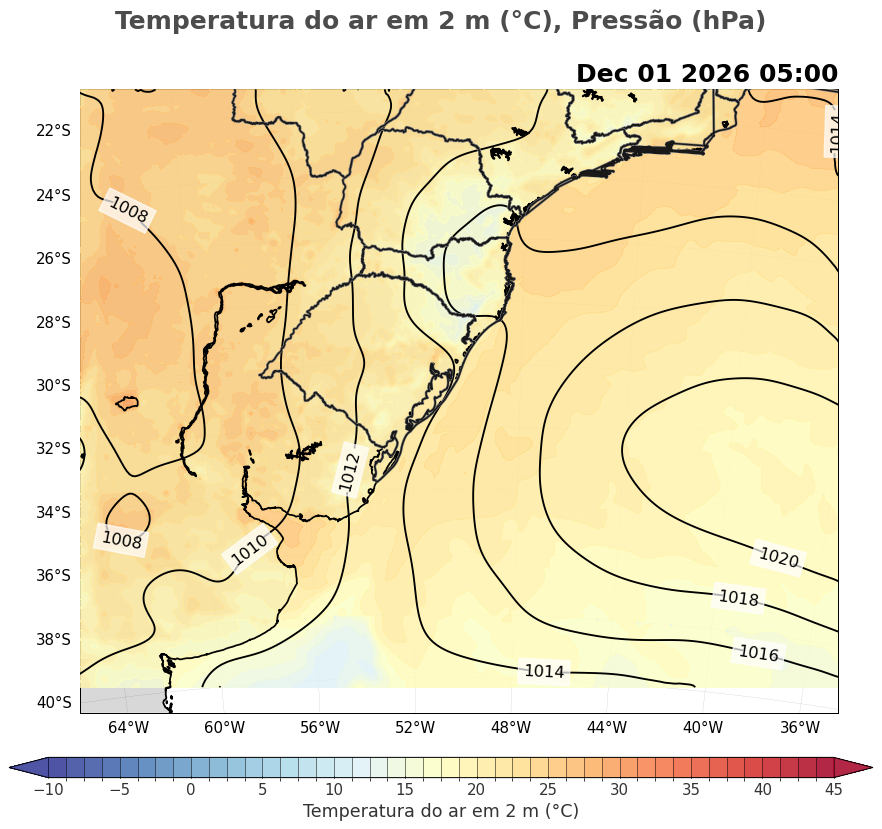 Temperatura do ar em 2 m (°C), Pressão (hPa)
Dec 01 2026 05:00
22°S
24°S
26°S
28°S
30°S
32°S
34°S
36°S
38°S
40°S
1014
1008
1012
1008
1010
1020
1018
1016
1014
64°W 60°W 56°W 52°W 48°W 44°W 40°W 36°W
−10 −5 0 5 10 15 20 25 30 35 40 45
Temperatura do ar em 2 m (°C)